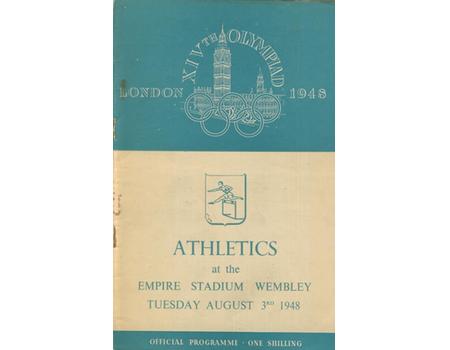 XIVTH OLYMPIAD
LONDON 1948
ATHLETICS
at the
EMPIRE STADIUM WEMBLEY
TUESDAY AUGUST 3RD 1948
OFFICIAL PROGRAMME · ONE SHILLING